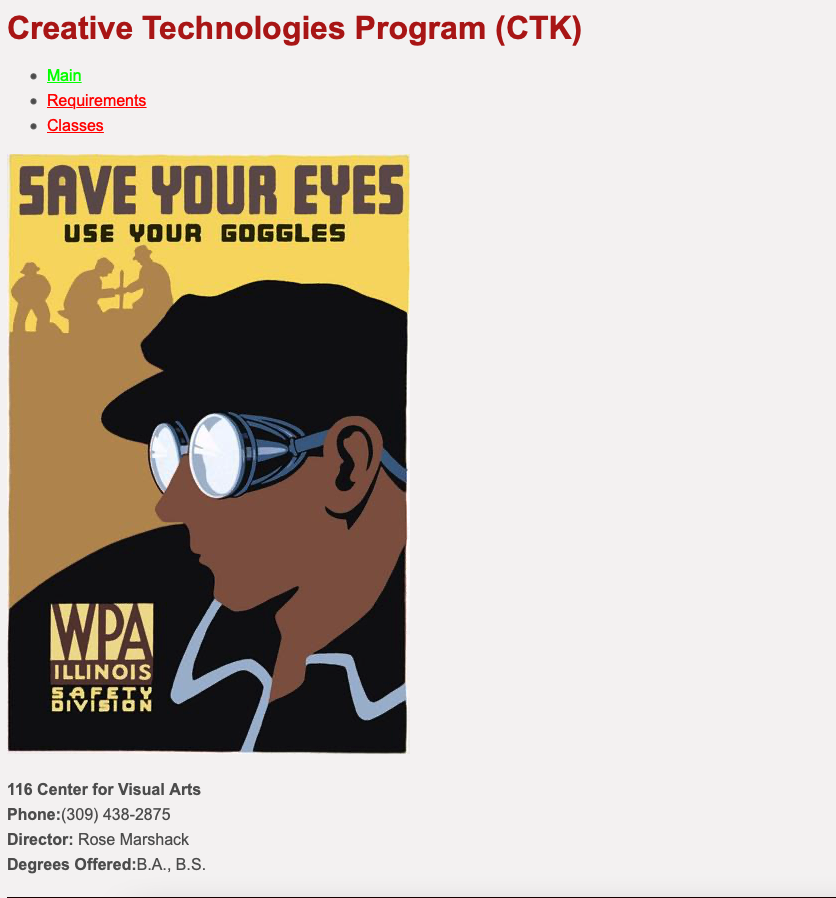 Creative Technologies Program (CTK)
Main
Requirements
Classes
SAVE YOUR EYES
USE YOUR GOGGLES
WPA
ILLINOIS
SAFETY
DIVISION
116 Center for Visual Arts
Phone:(309) 438-2875
Director: Rose Marshack
Degrees Offered:B.A., B.S.